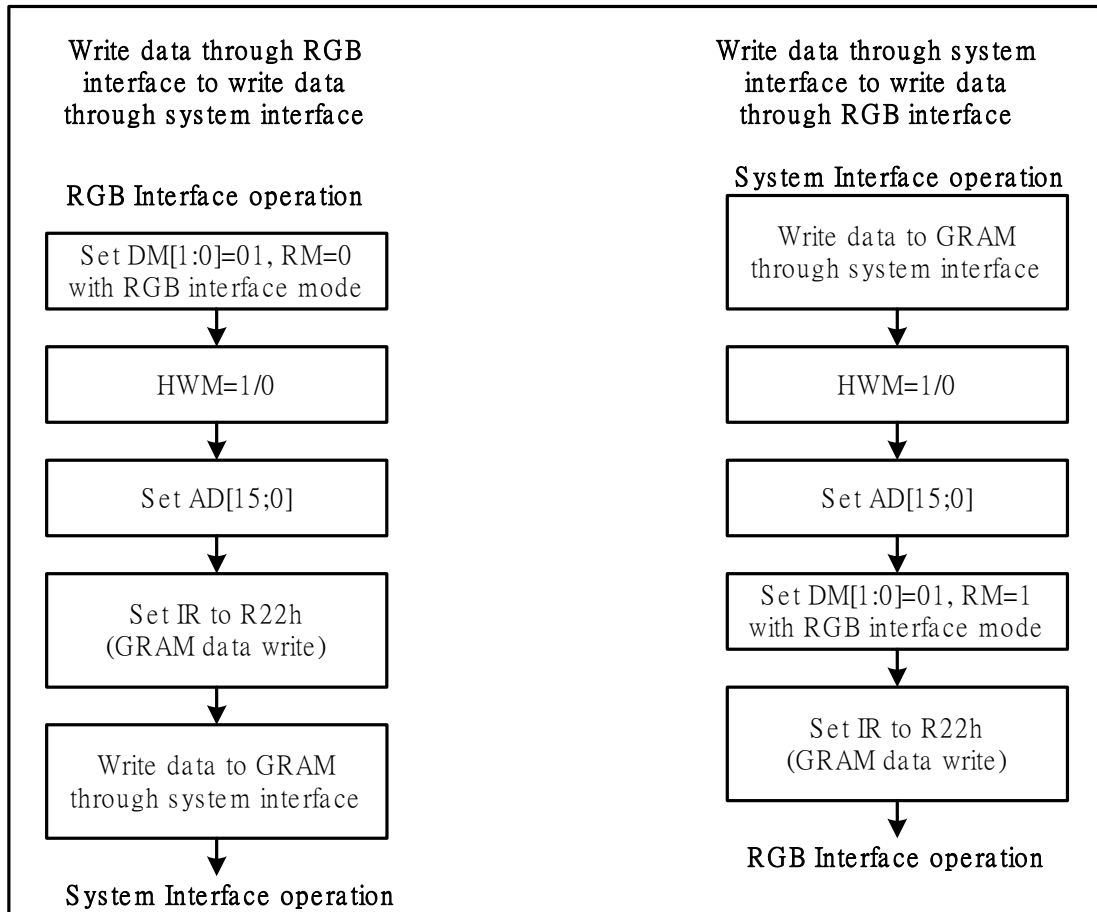 Write data through RGB
interface to write data
through system interface
RGB Interface operation
Set DM[1:0]=01, RM=0
with RGB interface mode
HWM=1/0
Set AD[15;0]
Set IR to R22h
(GRAM data write)
Write data to GRAM
through system interface
System Interface operation
Write data through system
interface to write data
through RGB interface
System Interface operation
Write data to GRAM
through system interface
HWM=1/0
Set AD[15;0]
Set DM[1:0]=01, RM=1
with RGB interface mode
Set IR to R22h
(GRAM data write)
RGB Interface operation